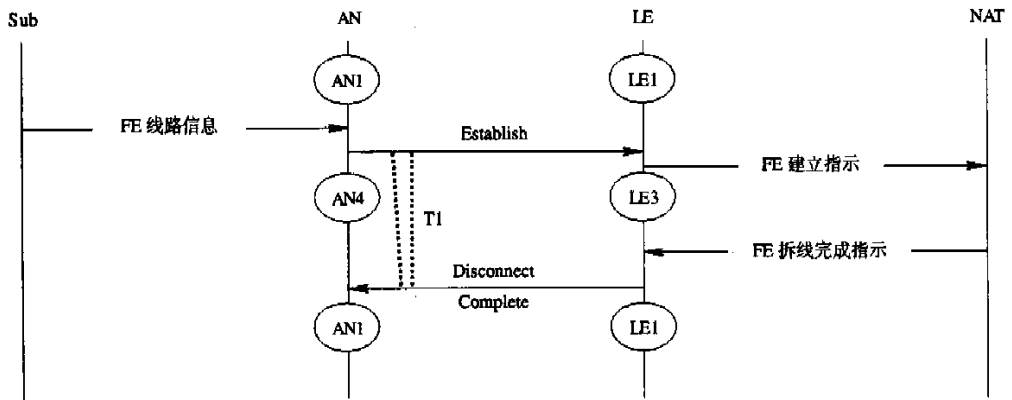 Sub AN LE NAT
AN1 LE1
FE 线路信息
Establish
FE 建立指示
AN4 LE3
T1
FE 拆线完成指示
Disconnect
Complete
AN1 LE1